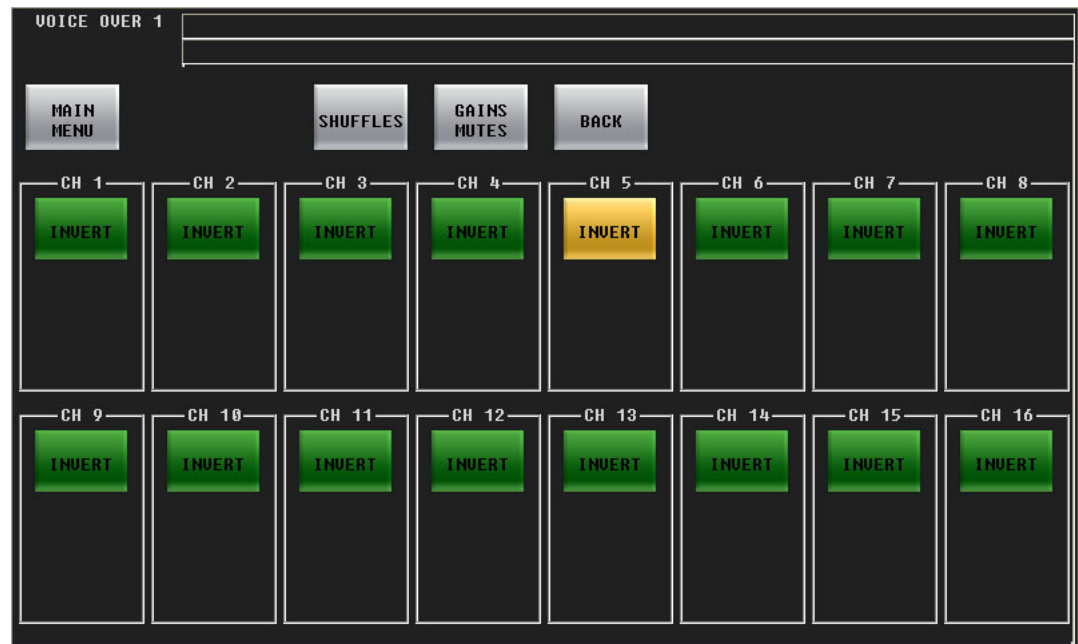 VOICE OVER 1
MAIN
MENU
SHUFFLES
GAINS
MUTES
BACK
CH 1 CH 2 CH 3 CH 4 CH 5 CH 6 CH 7 CH 8
INVERT INVERT INVERT INVERT INVERT INVERT INVERT INVERT
CH 9 CH 10 CH 11 CH 12 CH 13 CH 14 CH 15 CH 16
INVERT INVERT INVERT INVERT INVERT INVERT INVERT INVERT